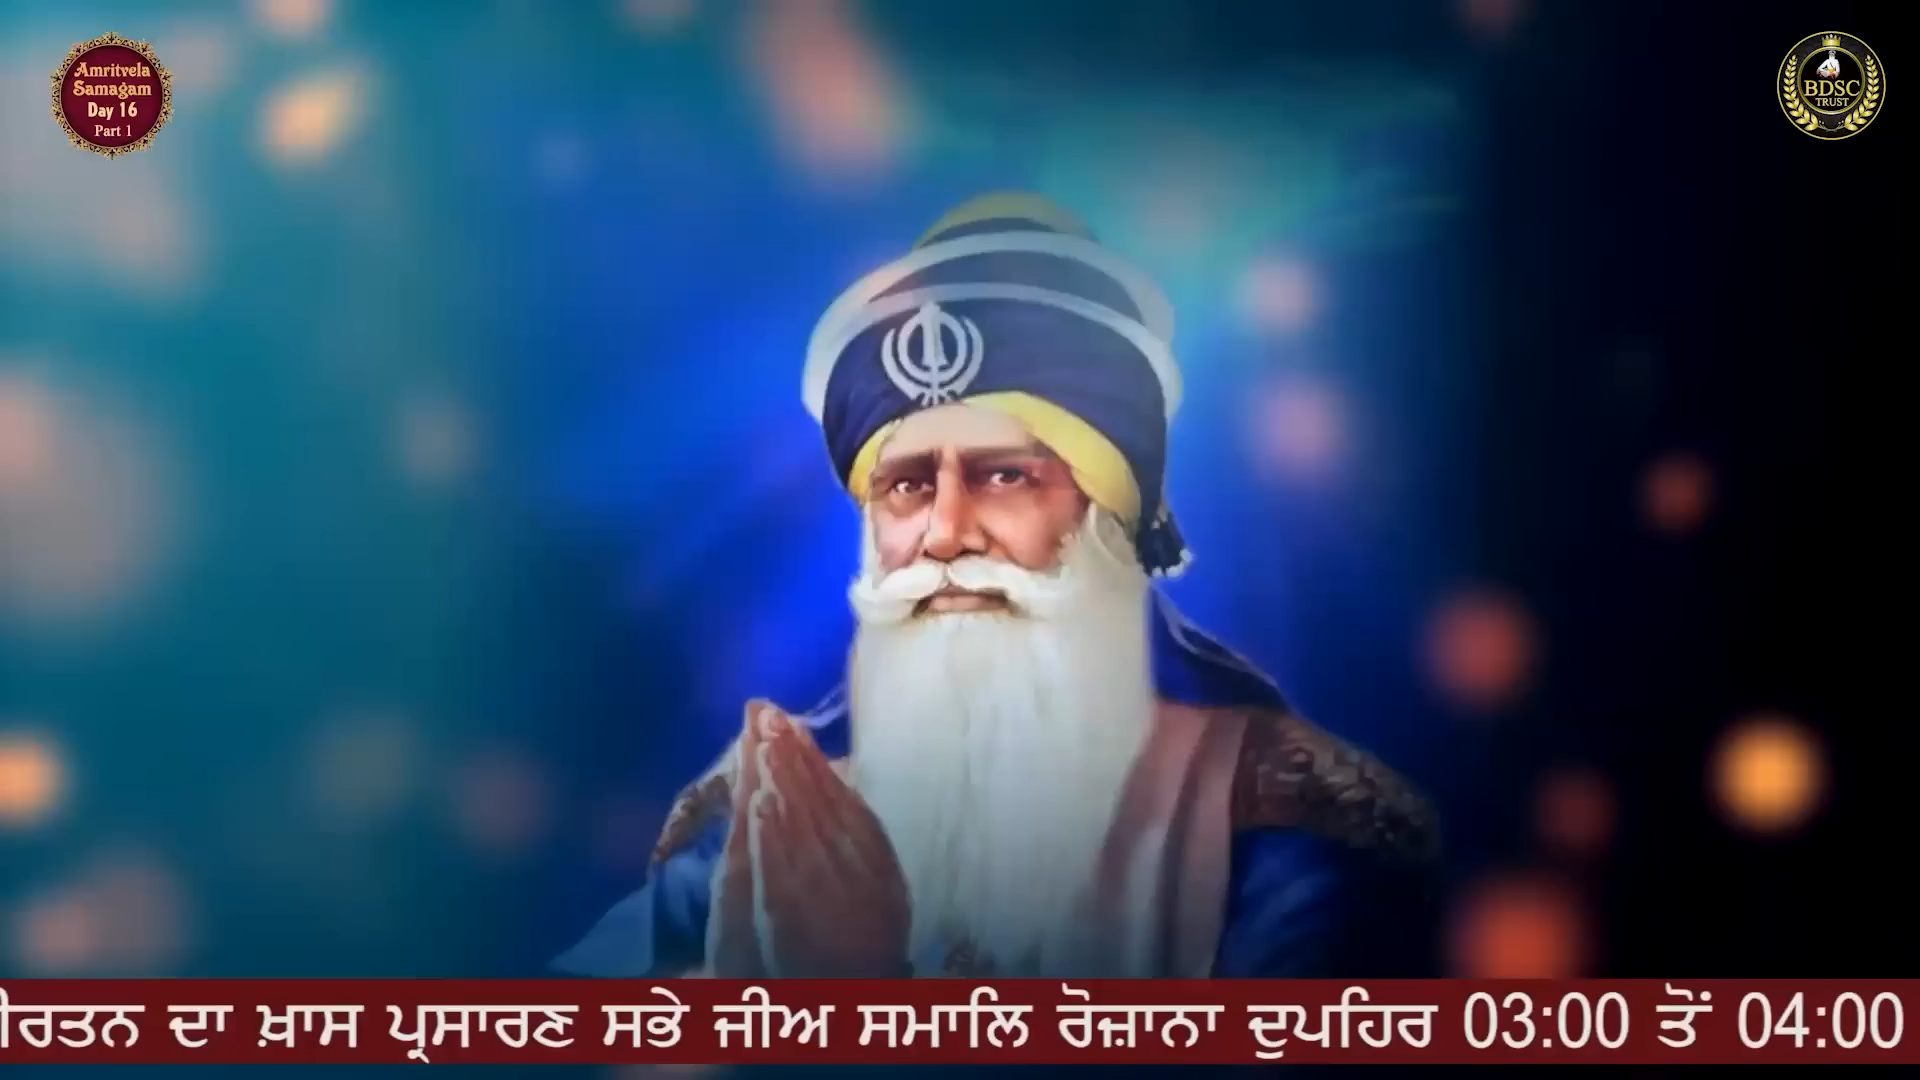 Amritvela
Samagam
Day 16
Part 1
BDSC
TRUST
ੀਰਤਨ ਦਾ ਖ਼ਾਸ ਪ੍ਰਸਾਰਣ ਸਭੇ ਜੀਅ ਸਮਾਲਿ ਰੋਜ਼ਾਨਾ ਦੁਪਹਿਰ 03:00 ਤੋਂ 04:00